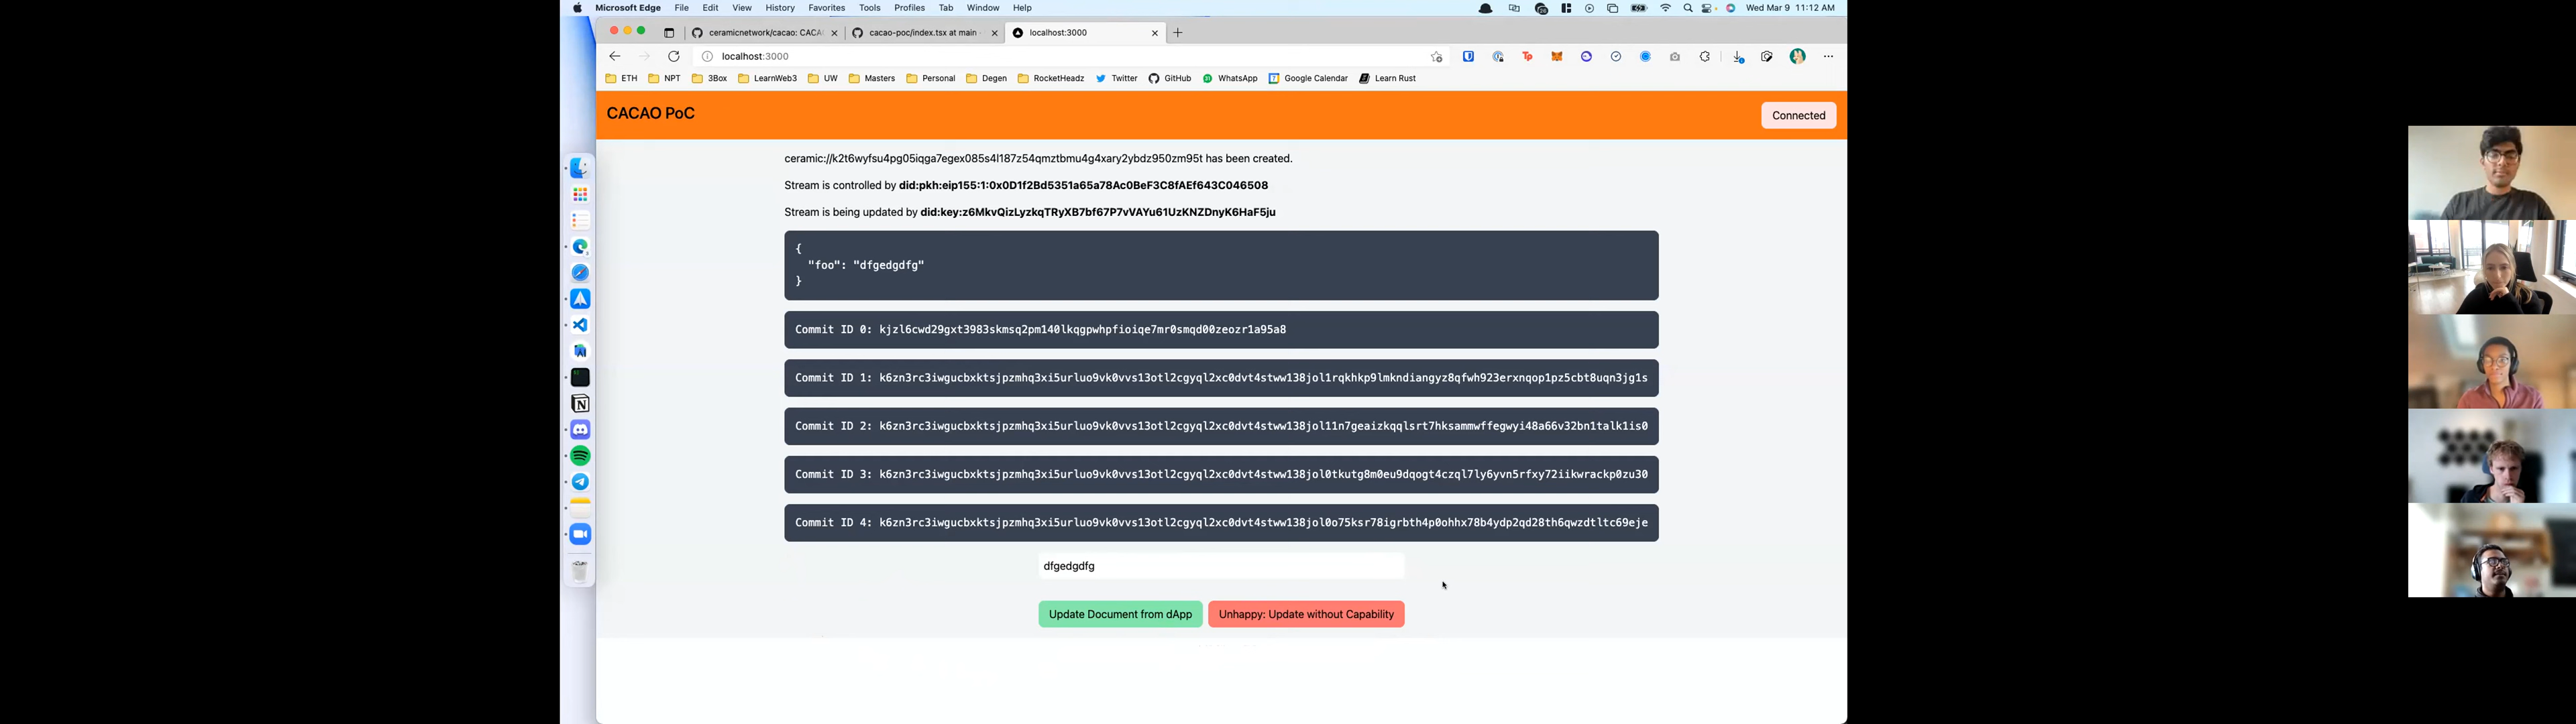 Microsoft Edge File Edit View History Favorites Tools Profiles Tab Window Help Wed Mar 9 11:12 AM
ceramicnetwork/cacao: CACA cacao-poc/index.tsx at main localhost:3000
localhost:3000
ETH NPT 3Box LearnWeb3 UW Masters Personal Degen RocketHeadz Twitter GitHub WhatsApp Google Calendar Learn Rust
CACAO PoC Connected
ceramic://k2t6wyfsu4pg05iqga7egex085s4l187z54qmztbmu4g4xary2ybdz950zm95t has been created.
Stream is controlled by did:pkh:eip155:1:0x0D1f2Bd5351a65a78Ac0BeF3C8fAEf643C046508
Stream is being updated by did:key:z6MkvQizLyzkqTRyXB7bf67P7vVAYu61UzKNZDnyK6HaF5ju
{
"foo": "dfgedgdfg"
}
Commit ID 0: kjzl6cwd29gxt3983skmsq2pm140lkqgpwhpfioiqe7mr0smqd00zeozr1a95a8
Commit ID 1: k6zn3rc3iwgucbxktsjpzmhq3xi5urluo9vk0vvs13otl2cgyql2xc0dvt4stww138jol1rqkhkp9lmkndiangyz8qfwh923erxnqop1pz5cbt8uqn3jg1s
Commit ID 2: k6zn3rc3iwgucbxktsjpzmhq3xi5urluo9vk0vvs13otl2cgyql2xc0dvt4stww138jol11n7geaizkqqlsrt7hksammwffegwyi48a66v32bn1talk1is0
Commit ID 3: k6zn3rc3iwgucbxktsjpzmhq3xi5urluo9vk0vvs13otl2cgyql2xc0dvt4stww138jol0tkutg8m0eu9dqogt4czql7ly6yvn5rfxy72iikwrackp0zu30
Commit ID 4: k6zn3rc3iwgucbxktsjpzmhq3xi5urluo9vk0vvs13otl2cgyql2xc0dvt4stww138jol0o75ksr78igrbth4p0ohhx78b4ydp2qd28th6qwzdtltc69eje
dfgedgdfg
Update Document from dApp Unhappy: Update without Capability